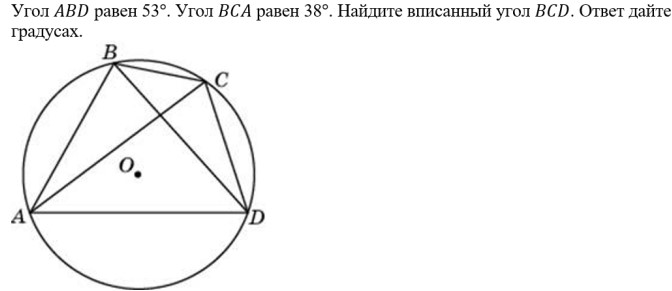 Угол ABD равен 53°. Угол BCA равен 38°. Найдите вписанный угол BCD. Ответ дайте
градусах.
B
C
O
A
D